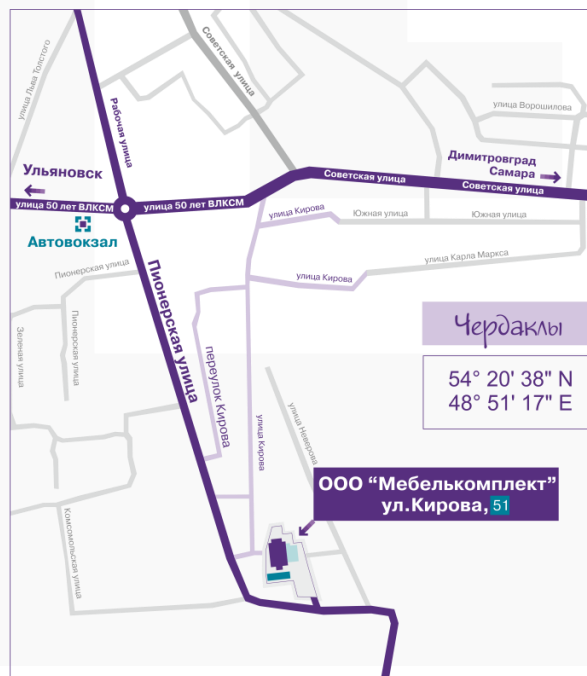 улица Льва Толстого
Советская улица
Рабочая улица
улица Ворошилова
Ульяновск
Димитровград
Самара
Советская улица
Советская улица
улица 50 лет ВЛКСМ
улица 50 лет ВЛКСМ
улица Кирова
Южная улица
Южная улица
Автовокзал
Пионерская улица
улица Карла Маркса
улица Кирова
Пионерская улица
Зеленая улица
Пионерская улица
переулок Кирова
Чердаклы
54° 20' 38" N
48° 51' 17" E
улица Кирова
улица Неверова
ООО “Мебелькомплект”
ул.Кирова, 51
Комсомольская улица